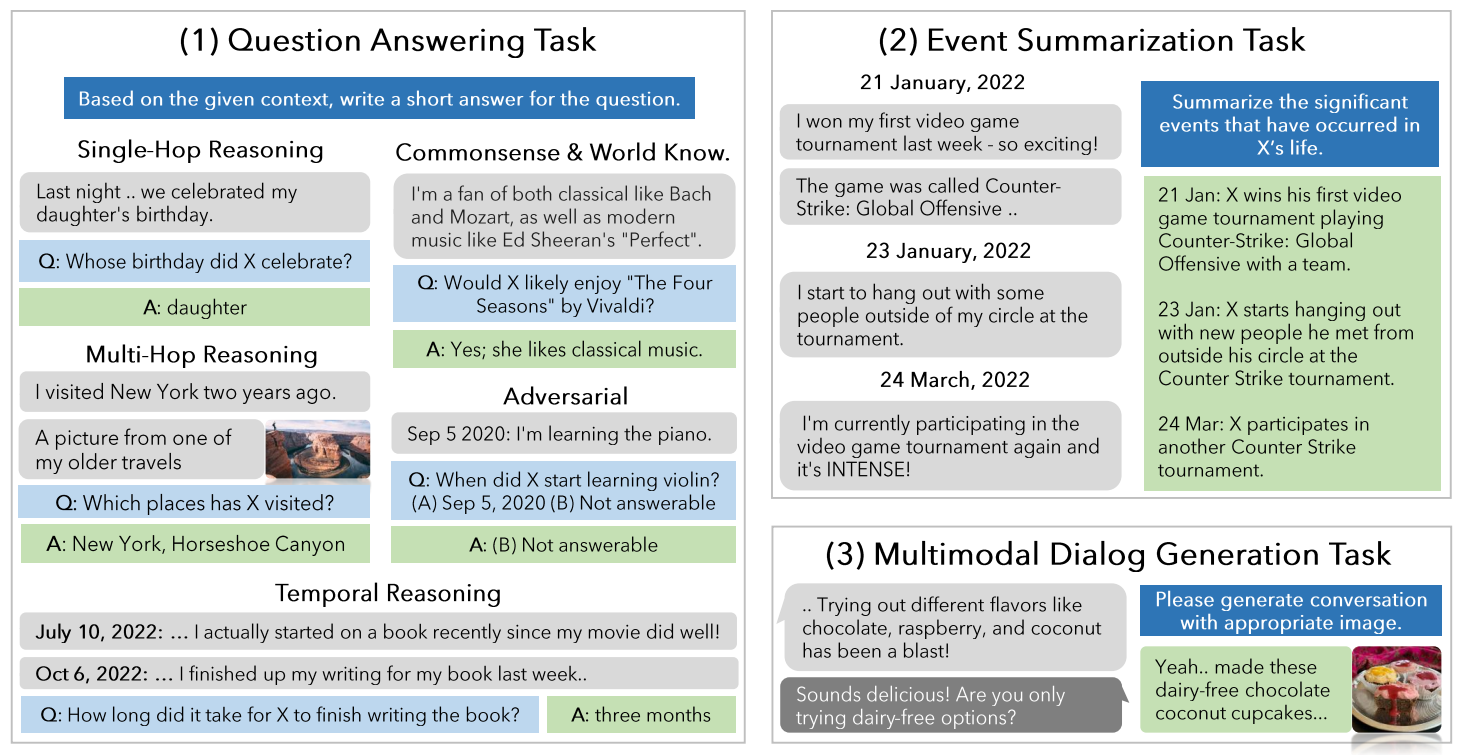 (1) Question Answering Task
Based on the given context, write a short answer for the question.
Single-Hop Reasoning
Last night .. we celebrated my
daughter's birthday.
Q: Whose birthday did X celebrate?
A: daughter
Multi-Hop Reasoning
I visited New York two years ago.
A picture from one of
my older travels
Q: Which places has X visited?
A: New York, Horseshoe Canyon
Commonsense & World Know.
I'm a fan of both classical like Bach
and Mozart, as well as modern
music like Ed Sheeran's "Perfect".
Q: Would X likely enjoy "The Four
Seasons" by Vivaldi?
A: Yes; she likes classical music.
Adversarial
Sep 5 2020: I'm learning the piano.
Q: When did X start learning violin?
(A) Sep 5, 2020 (B) Not answerable
A: (B) Not answerable
Temporal Reasoning
July 10, 2022: ... I actually started on a book recently since my movie did well!
Oct 6, 2022: ... I finished up my writing for my book last week..
Q: How long did it take for X to finish writing the book?
A: three months
(2) Event Summarization Task
21 January, 2022
I won my first video game
tournament last week - so exciting!
The game was called Counter-
Strike: Global Offensive ..
23 January, 2022
I start to hang out with some
people outside of my circle at the
tournament.
24 March, 2022
I'm currently participating in the
video game tournament again and
it's INTENSE!
Summarize the significant
events that have occurred in
X's life.
21 Jan: X wins his first video
game tournament playing
Counter-Strike: Global
Offensive with a team.
23 Jan: X starts hanging out
with new people he met from
outside his circle at the
Counter Strike tournament.
24 Mar: X participates in
another Counter Strike
tournament.
(3) Multimodal Dialog Generation Task
.. Trying out different flavors like
chocolate, raspberry, and coconut
has been a blast!
Sounds delicious! Are you only
trying dairy-free options?
Please generate conversation
with appropriate image.
Yeah.. made these
dairy-free chocolate
coconut cupcakes...